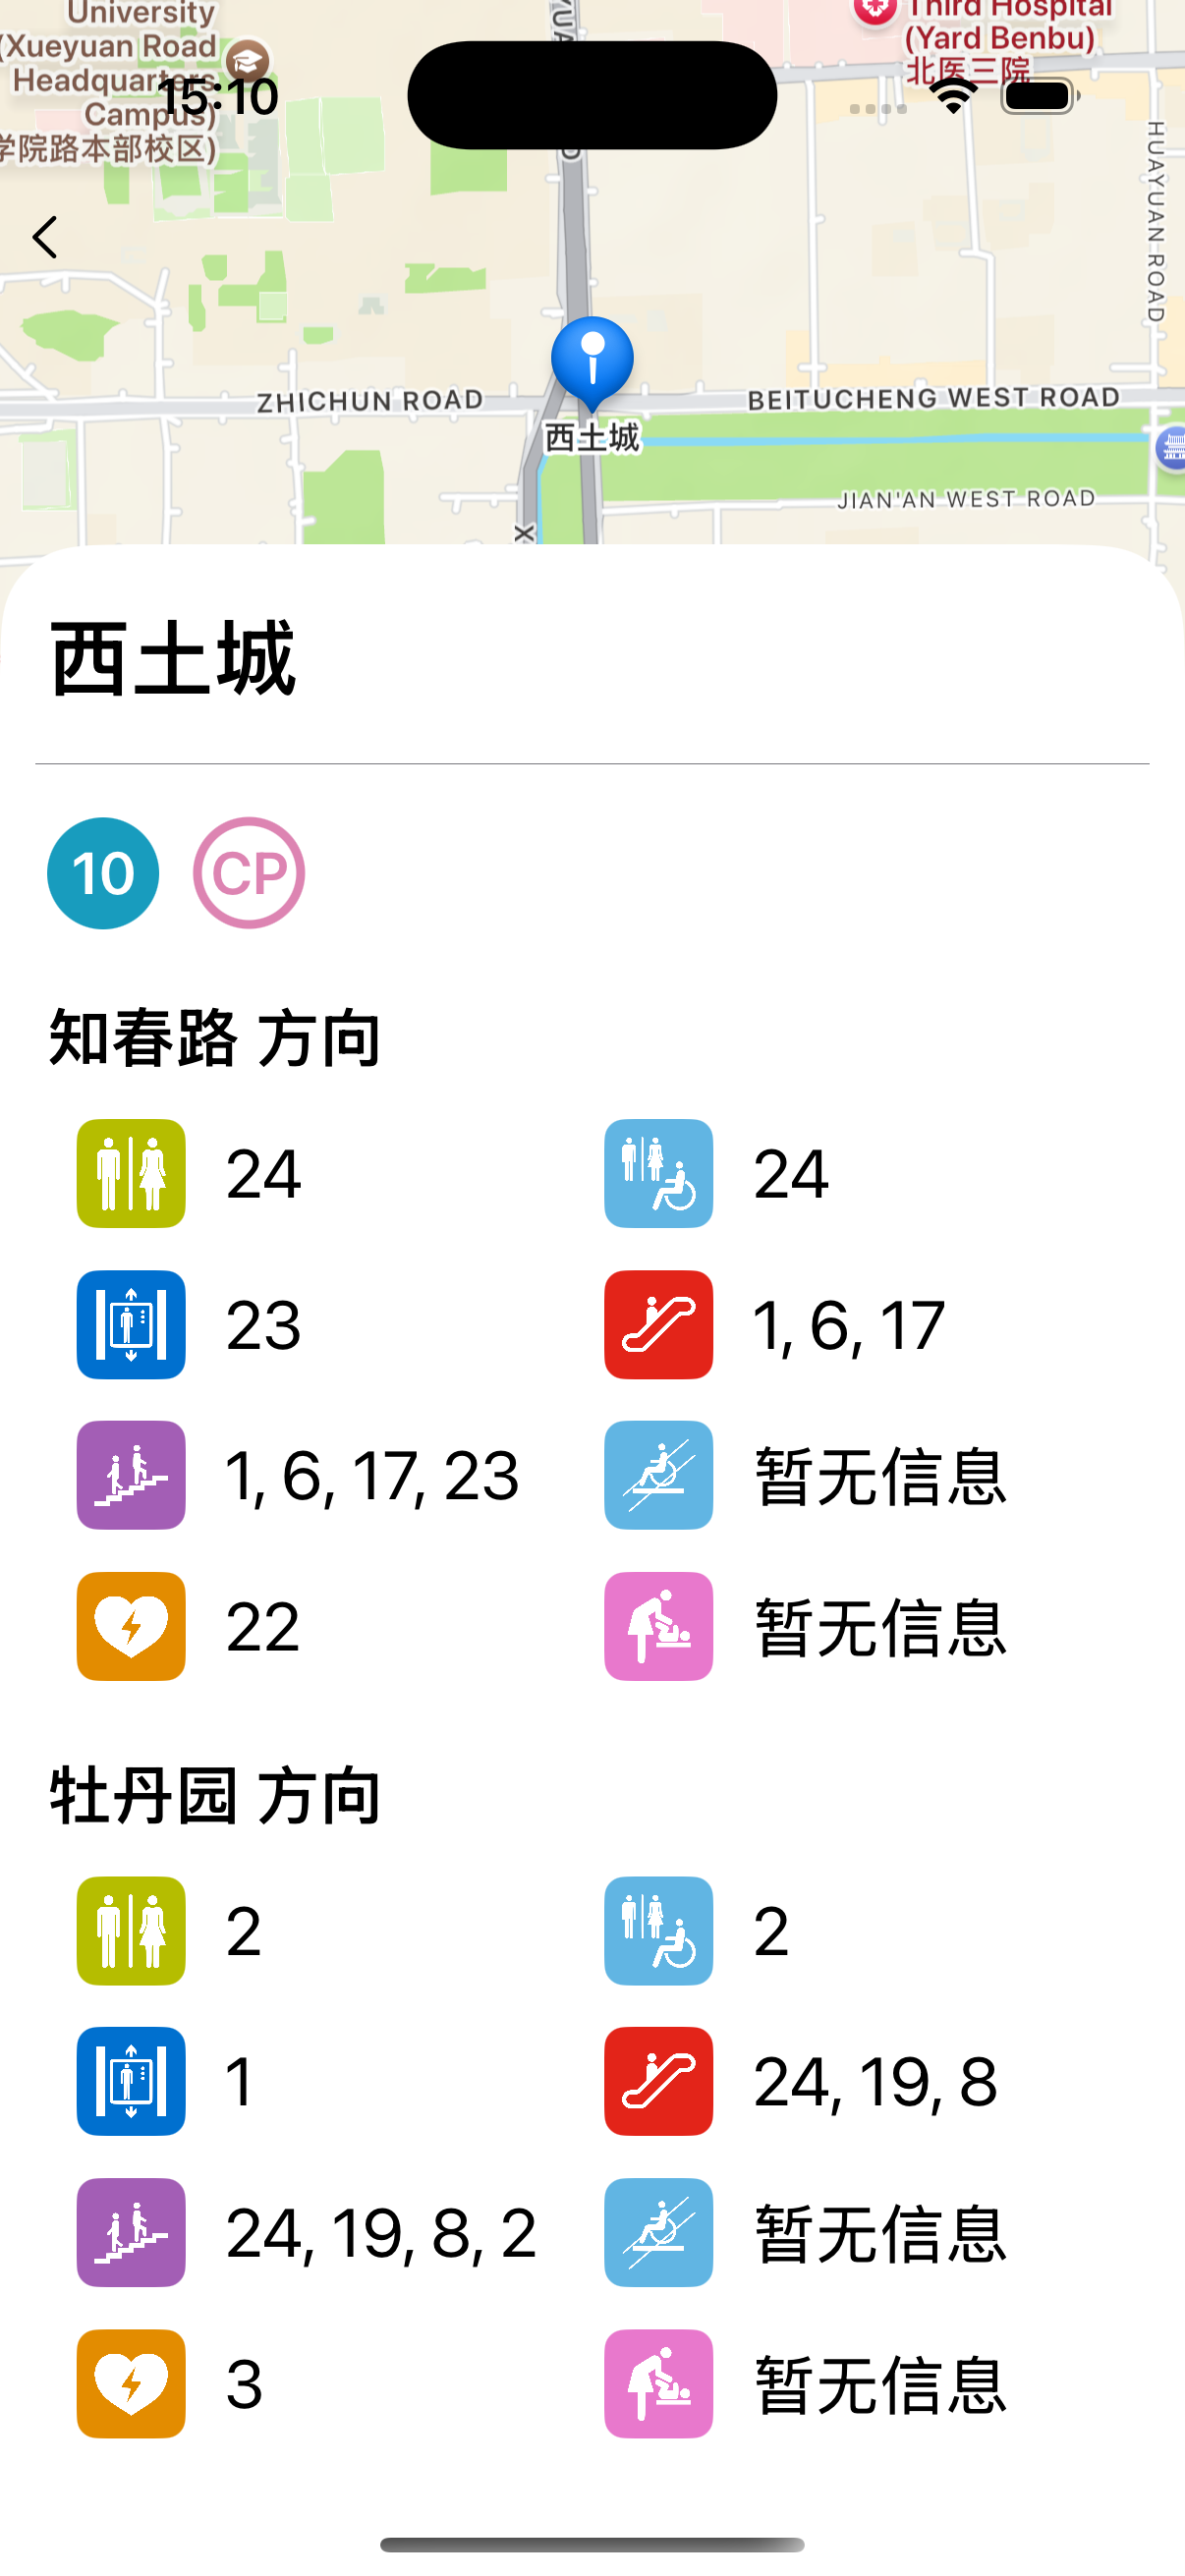 University
(Xueyuan Road
Headquarters
Campus)
学院路本部校区)
15:10
Third Hospital
(Yard Benbu)
北医三院
HUAYUAN ROAD
ZHICHUN ROAD
BEITUCHENG WEST ROAD
西土城
JIAN'AN WEST ROAD
X
西土城
10
CP
知春路 方向
24
24
23
1, 6, 17
1, 6, 17, 23
暂无信息
22
暂无信息
牡丹园 方向
2
2
1
24, 19, 8
24, 19, 8, 2
暂无信息
3
暂无信息